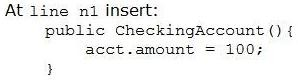 At line n1 insert:
public CheckingAccount(){
acct.amount = 100;
}